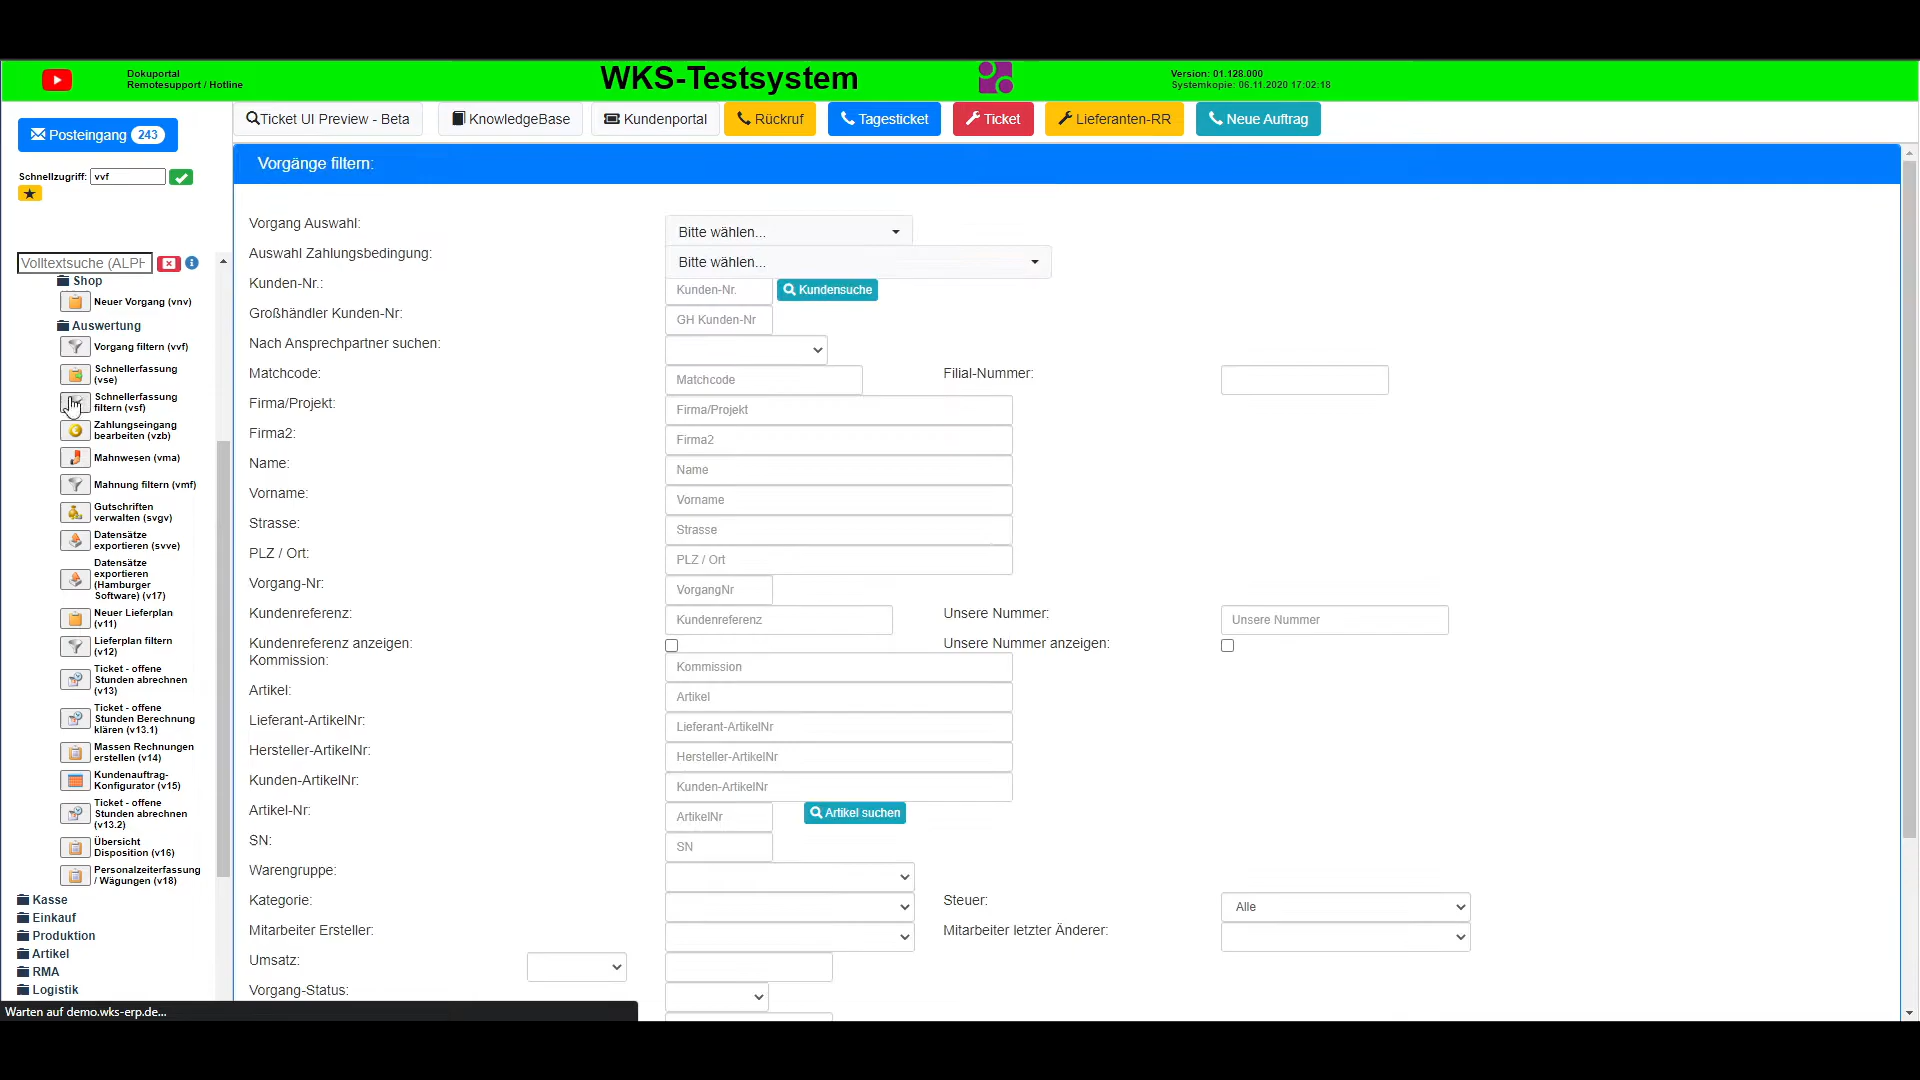 Dokuportal
Remotesupport / Hotline
WKS-Testsystem
Version: 01.128.000
Systemkopie: 06.11.2020 17:02:18
Posteingang 243
Ticket UI Preview - Beta
KnowledgeBase
Kundenportal
Rückruf
Tagesticket
Ticket
Lieferanten-RR
Neue Auftrag
Schnellzugriff: vvf
Volltextsuche (ALPH
Shop
Neuer Vorgang (vnv)
Auswertung
Vorgang filtern (vvf)
Schnellerfassung
(vse)
Schnellerfassung
filtern (vsf)
Zahlungseingang
bearbeiten (vzb)
Mahnwesen (vma)
Mahnung filtern (vmf)
Gutschriften
verwalten (svgv)
Datensätze
exportieren (svve)
Datensätze
exportieren
(Hamburger
Software) (v17)
Neuer Lieferplan
(v11)
Lieferplan filtern
(v12)
Ticket - offene
Stunden abrechnen
(v13)
Ticket - offene
Stunden Berechnung
klären (v13.1)
Massen Rechnungen
erstellen (v14)
Kundenauftrag-
Konfigurator (v15)
Ticket - offene
Stunden abrechnen
(v13.2)
Übersicht
Disposition (v16)
Personalzeiterfassung
/ Wägungen (v18)
Kasse
Einkauf
Produktion
Artikel
RMA
Logistik
Warten auf demo.wks-erp.de...
Vorgänge filtern:
Vorgang Auswahl: Bitte wählen...
Auswahl Zahlungsbedingung: Bitte wählen...
Kunden-Nr.: Kunden-Nr. Kundensuche
Großhändler Kunden-Nr: GH Kunden-Nr
Nach Ansprechpartner suchen:
Matchcode: Matchcode Filial-Nummer:
Firma/Projekt: Firma/Projekt
Firma2: Firma2
Name: Name
Vorname: Vorname
Strasse: Strasse
PLZ / Ort: PLZ / Ort
Vorgang-Nr: VorgangNr
Kundenreferenz: Kundenreferenz Unsere Nummer: Unsere Nummer
Kundenreferenz anzeigen: Unsere Nummer anzeigen:
Kommission: Kommission
Artikel: Artikel
Lieferant-ArtikelNr: Lieferant-ArtikelNr
Hersteller-ArtikelNr: Hersteller-ArtikelNr
Kunden-ArtikelNr: Kunden-ArtikelNr
Artikel-Nr: ArtikelNr Artikel suchen
SN: SN
Warengruppe:
Kategorie: Steuer: Alle
Mitarbeiter Ersteller: Mitarbeiter letzter Änderer:
Umsatz:
Vorgang-Status: